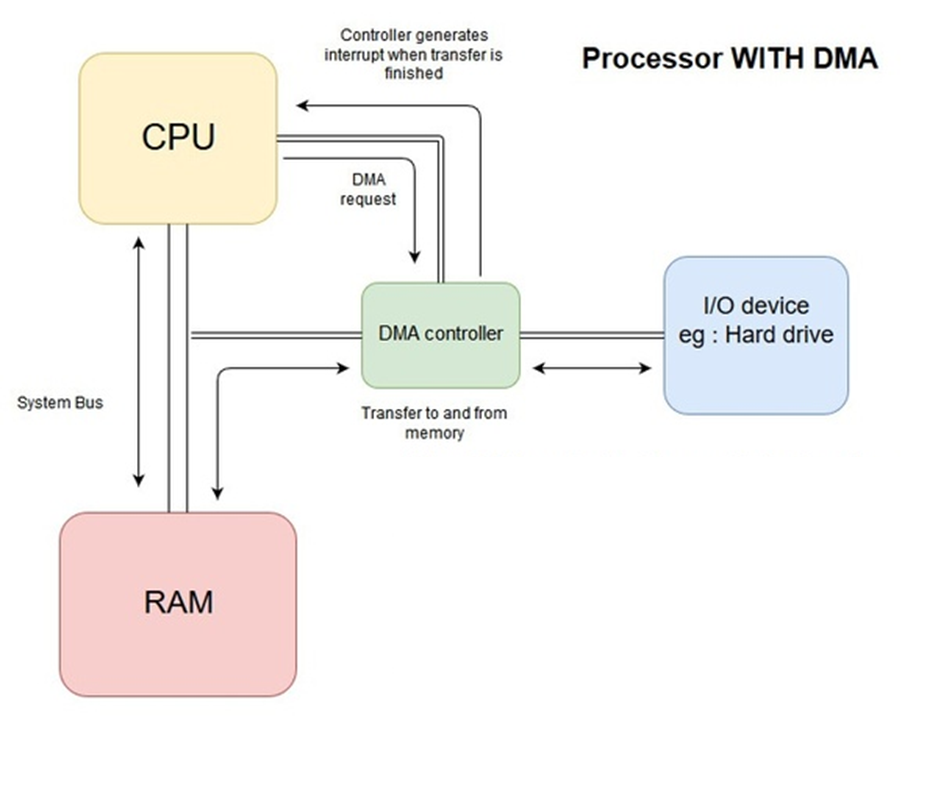 Controller generates
interrupt when transfer is
finished
Processor WITH DMA
CPU
DMA
request
DMA controller
I/O device
eg : Hard drive
System Bus
Transfer to and from
memory
RAM